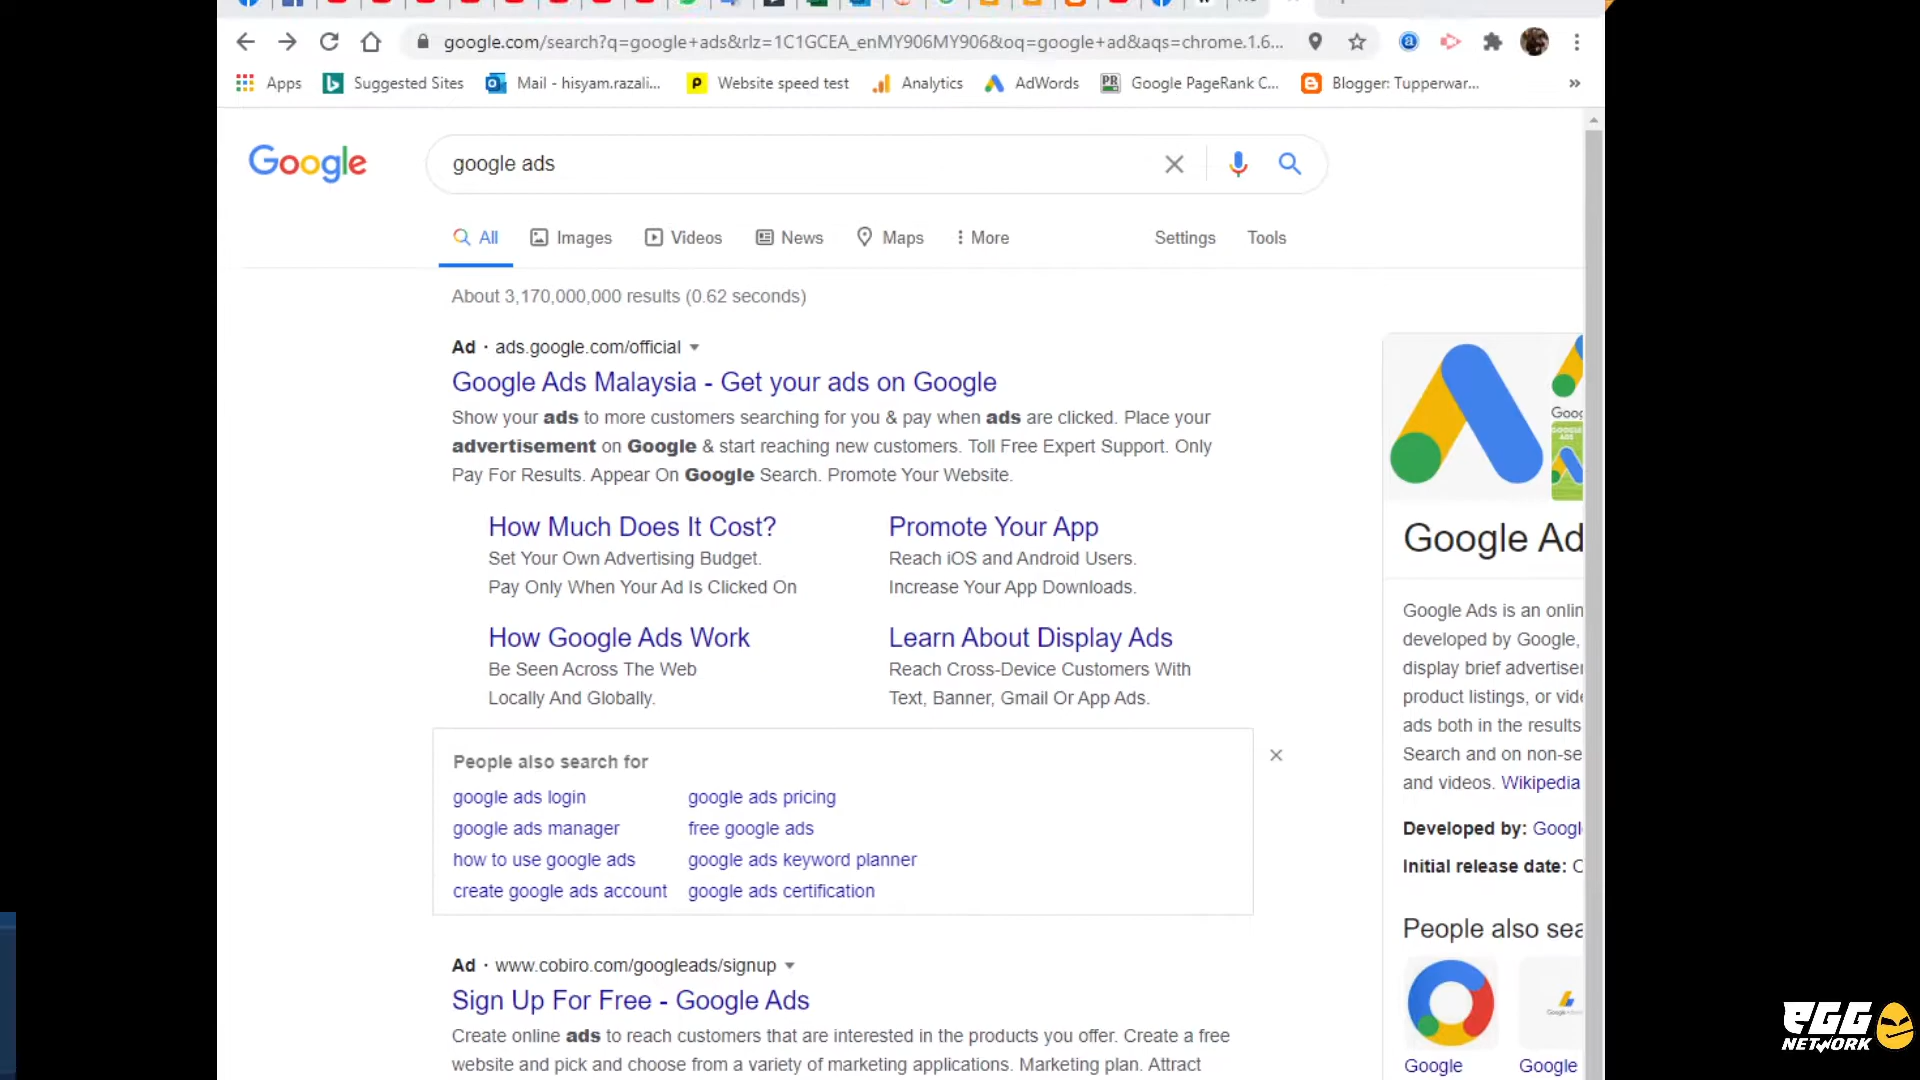 google.com/search?q=google+ads&rlz=1C1GCEA_enMY906MY906&oq=google+ad&aqs=chrome.1.6...
Apps Suggested Sites Mail - hisyam.razali... Website speed test Analytics AdWords Google PageRank C... Blogger: Tupperwar... »
Google google ads
All Images Videos News Maps More Settings Tools
About 3,170,000,000 results (0.62 seconds)
Ad · ads.google.com/official
Google Ads Malaysia - Get your ads on Google
Show your ads to more customers searching for you & pay when ads are clicked. Place your
advertisement on Google & start reaching new customers. Toll Free Expert Support. Only
Pay For Results. Appear On Google Search. Promote Your Website.
How Much Does It Cost?
Set Your Own Advertising Budget.
Pay Only When Your Ad Is Clicked On
Promote Your App
Reach iOS and Android Users.
Increase Your App Downloads.
How Google Ads Work
Be Seen Across The Web
Locally And Globally.
Learn About Display Ads
Reach Cross-Device Customers With
Text, Banner, Gmail Or App Ads.
People also search for
google ads login
google ads manager
how to use google ads
create google ads account
google ads pricing
free google ads
google ads keyword planner
google ads certification
Ad · www.cobiro.com/googleads/signup
Sign Up For Free - Google Ads
Create online ads to reach customers that are interested in the products you offer. Create a free
website and pick and choose from a variety of marketing applications. Marketing plan. Attract
Google Ad
Google Ads is an onlin
developed by Google,
display brief advertiser
product listings, or vide
ads both in the results
Search and on non-se
and videos. Wikipedia
Developed by: Googl
Initial release date:
People also sea
Google Google
EGG
NETWORK